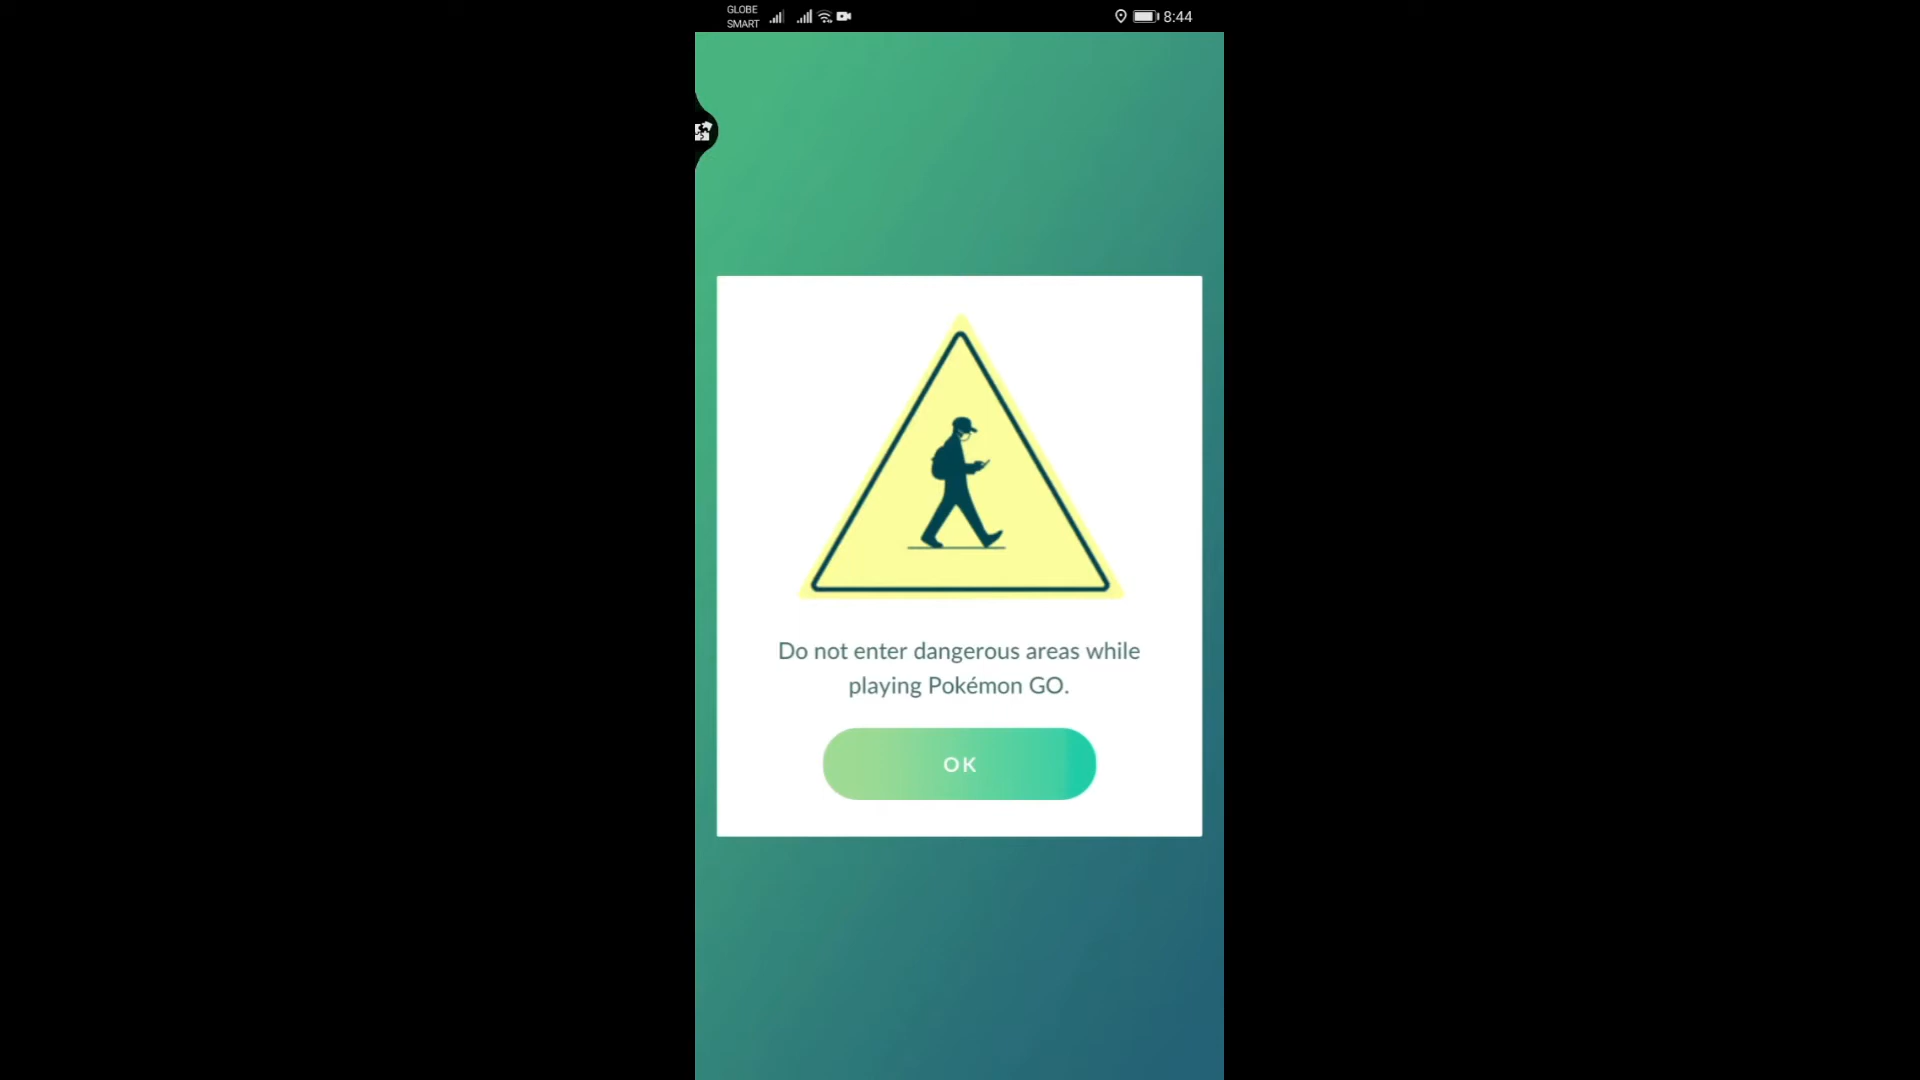 GLOBE
SMART
8:44
Do not enter dangerous areas while
playing Pokémon GO.
OK